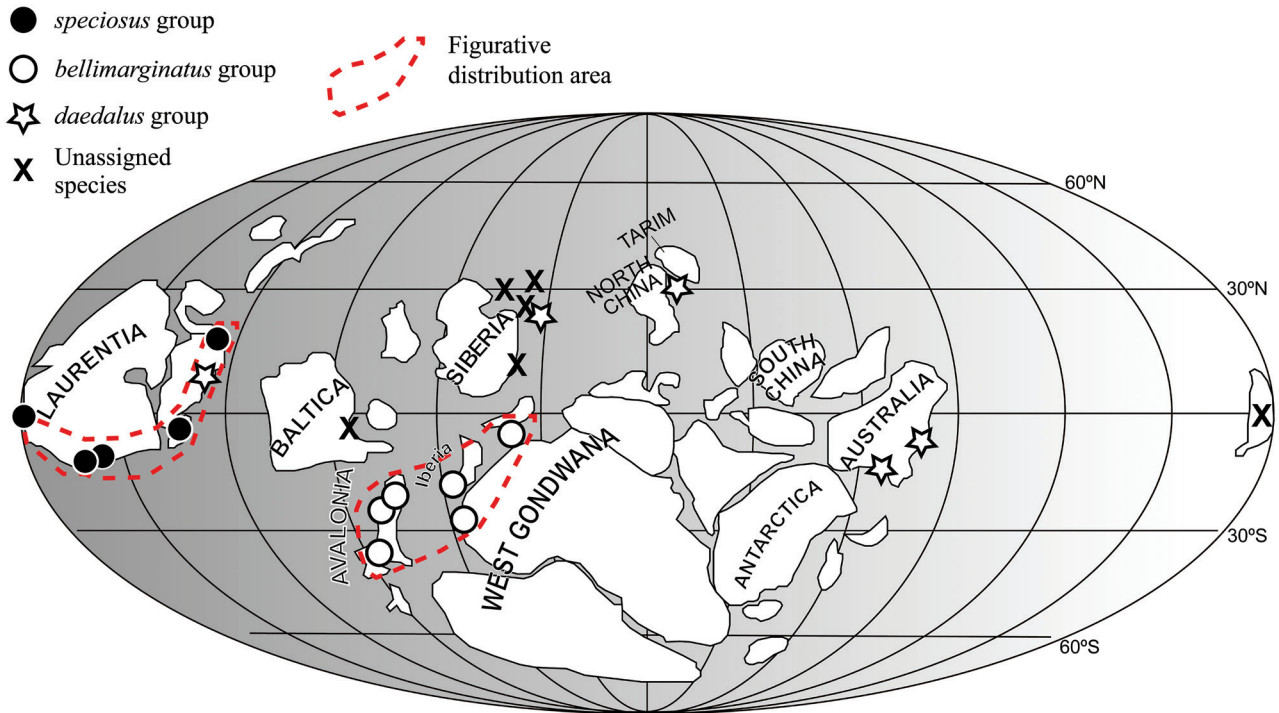 speciosus group
bellimarginatus group
daedalus group
X Unassigned
species
Figurative
distribution area
60ºN
TARIM
NORTH
CHINA
30ºN
X
X
X
X
LAURENTIA
SIBERIA
SOUTH
CHINA
BALTICA
X
AUSTRALIA
X
Iberia
AVALONIA
WEST GONDWANA
ANTARCTICA
30ºS
60ºS